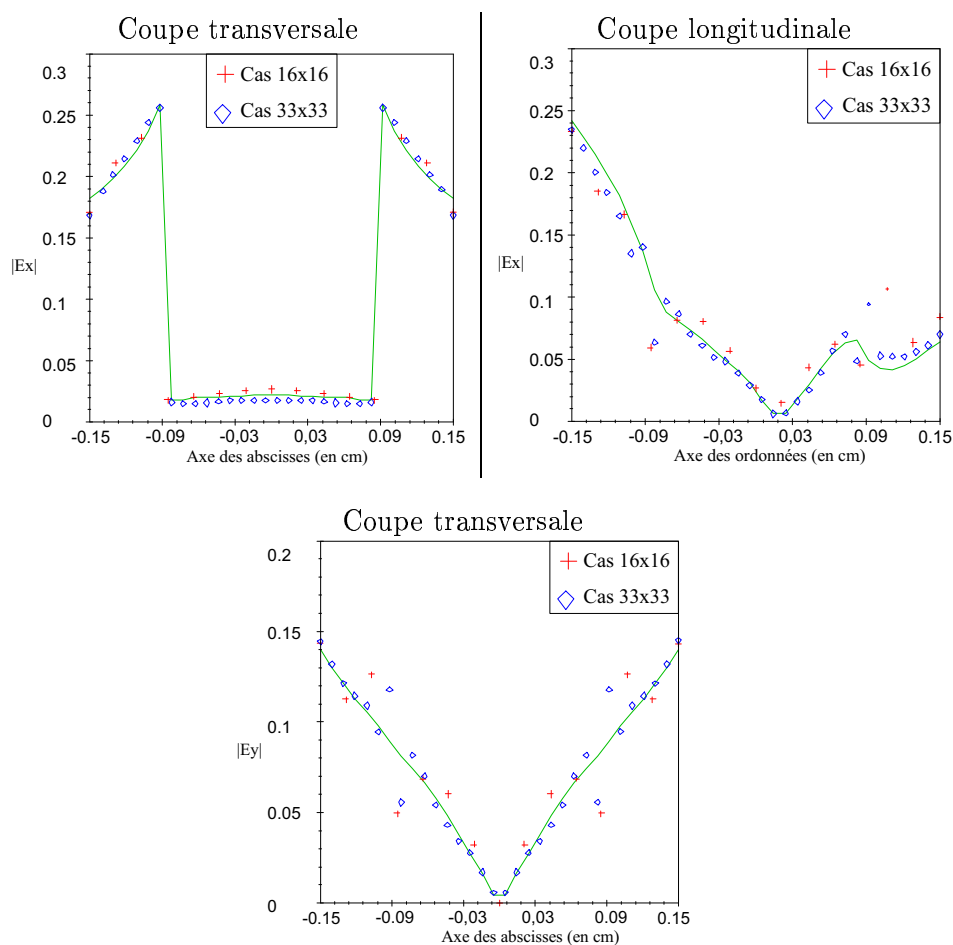 Coupe transversale
Cas 16x16
Cas 33x33
0.3
0.25
0.2
0.15
0.1
0.05
0
|Ex|
-0.15 -0.09 -0,03 0,03 0.09 0.15
Axe des abscisses (en cm)
Coupe longitudinale
Cas 16x16
Cas 33x33
0.3
0.25
0.2
0.15
0.1
0.05
0
|Ex|
-0.15 -0.09 -0,03 0,03 0.09 0.15
Axe des ordonnées (en cm)
Coupe transversale
Cas 16x16
Cas 33x33
0.2
0.15
0.1
0.05
0
|Ey|
-0.15 -0.09 -0,03 0.03 0.09 0.15
Axe des abscisses (en cm)